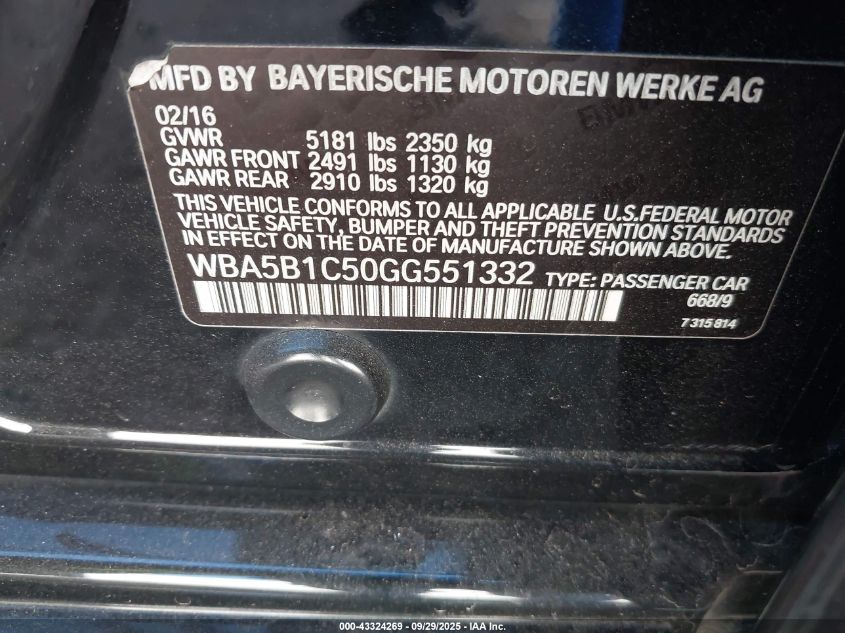 MFD BY BAYERISCHE MOTOREN WERKE AG
02/16
GVWR 5181 lbs 2350 kg
GAWR FRONT 2491 lbs 1130 kg
GAWR REAR 2910 lbs 1320 kg
THIS VEHICLE CONFORMS TO ALL APPLICABLE U.S.FEDERAL MOTOR
VEHICLE SAFETY, BUMPER AND THEFT PREVENTION STANDARDS
IN EFFECT ON THE DATE OF MANUFACTURE SHOWN ABOVE.
WBA5B1C50GG551332 TYPE: PASSENGER CAR
668/9
7315814
000-43324269 - 09/29/2025 - IAA Inc.